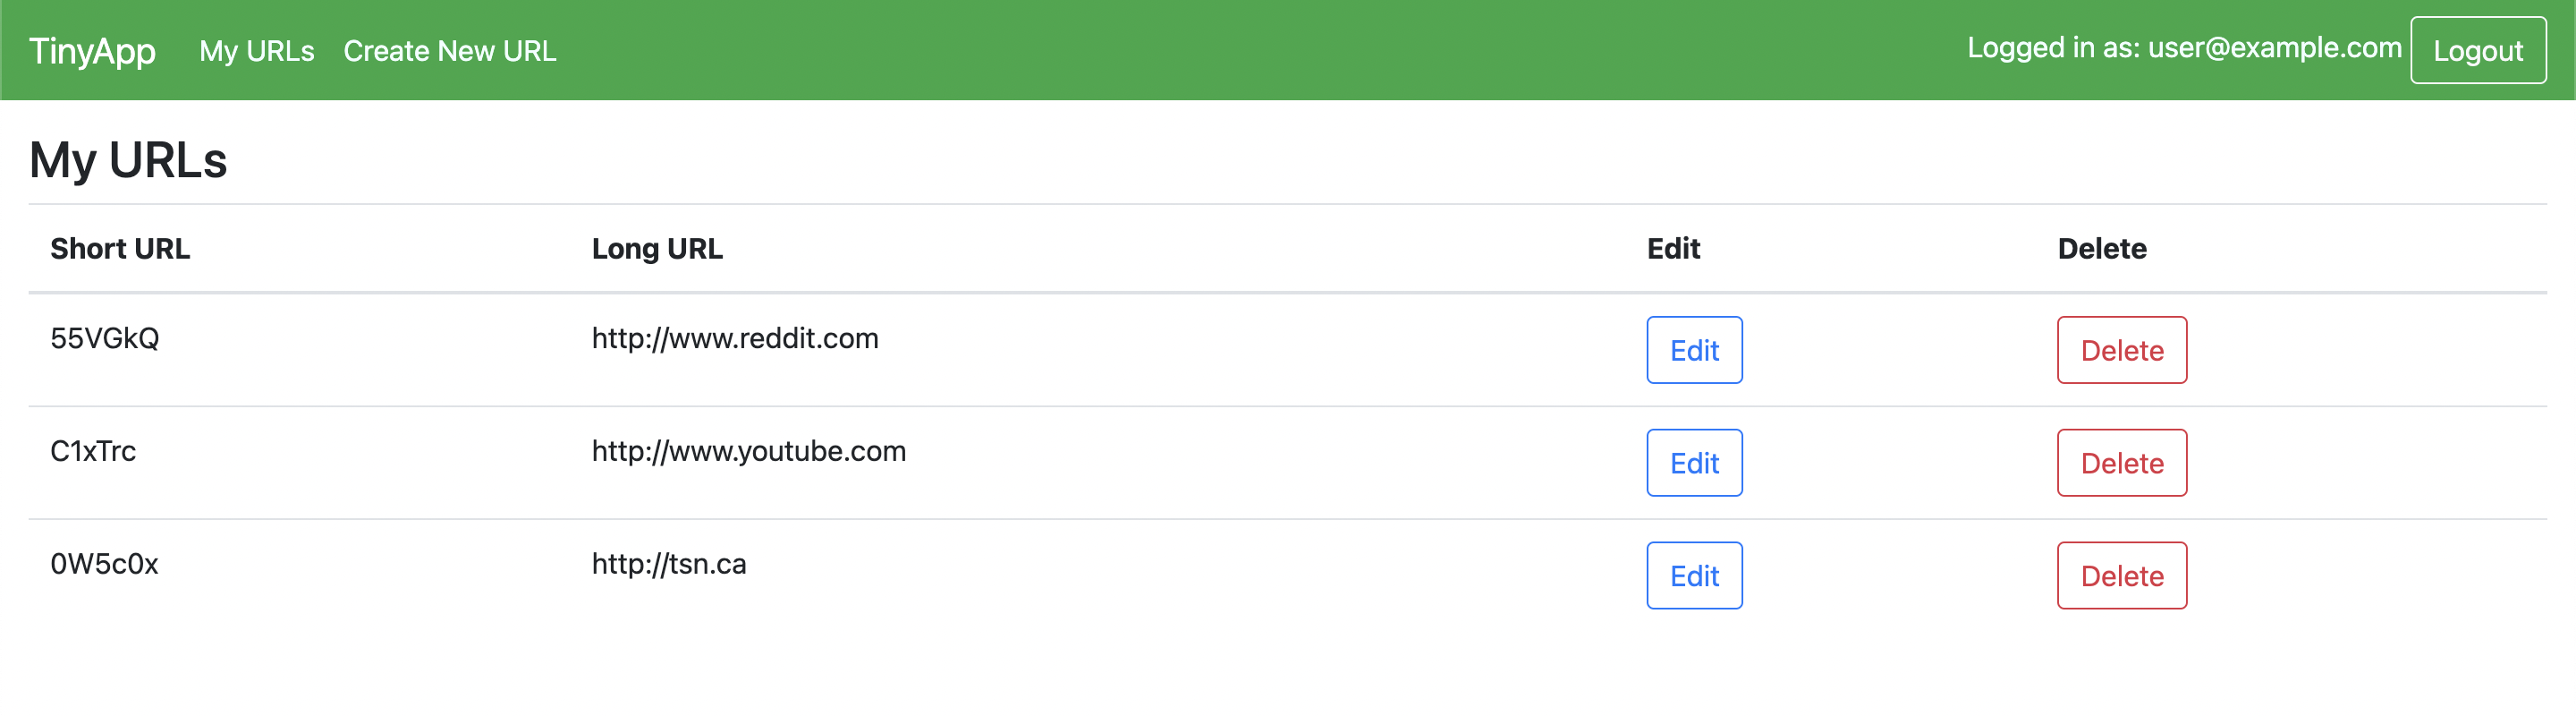 TinyApp My URLs Create New URL Logged in as: user@example.com Logout
My URLs
Short URL Long URL Edit Delete
55VGkQ http://www.reddit.com Edit Delete
C1xTrc http://www.youtube.com Edit Delete
0W5c0x http://tsn.ca Edit Delete